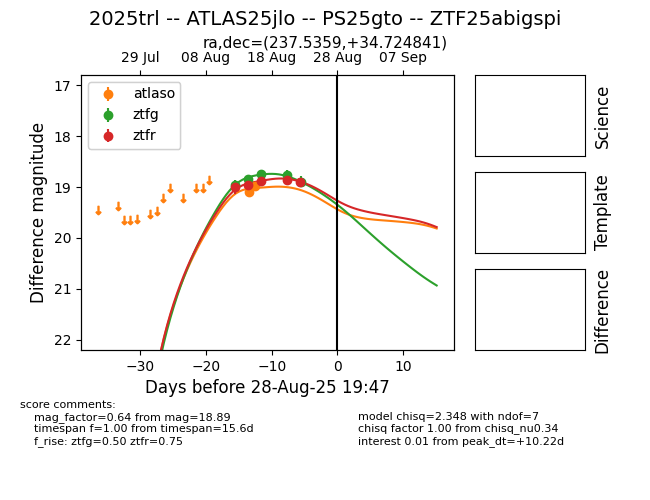 2025trl -- ATLAS25jlo -- PS25gto -- ZTF25abigspi
ra,dec=(237.5359,+34.724841)
29 Jul 08 Aug 18 Aug 28 Aug 07 Sep
atlaso
ztfg
ztfr
17
18
19
20
21
22
Difference magnitude
−30 −20 −10 0 10
Days before 28-Aug-25 19:47
Science
Template
Difference
score comments:
mag_factor=0.64 from mag=18.89
timespan f=1.00 from timespan=15.6d
f_rise: ztfg=0.50 ztfr=0.75
model chisq=2.348 with ndof=7
chisq factor 1.00 from chisq_nu0.34
interest 0.01 from peak_dt=+10.22d